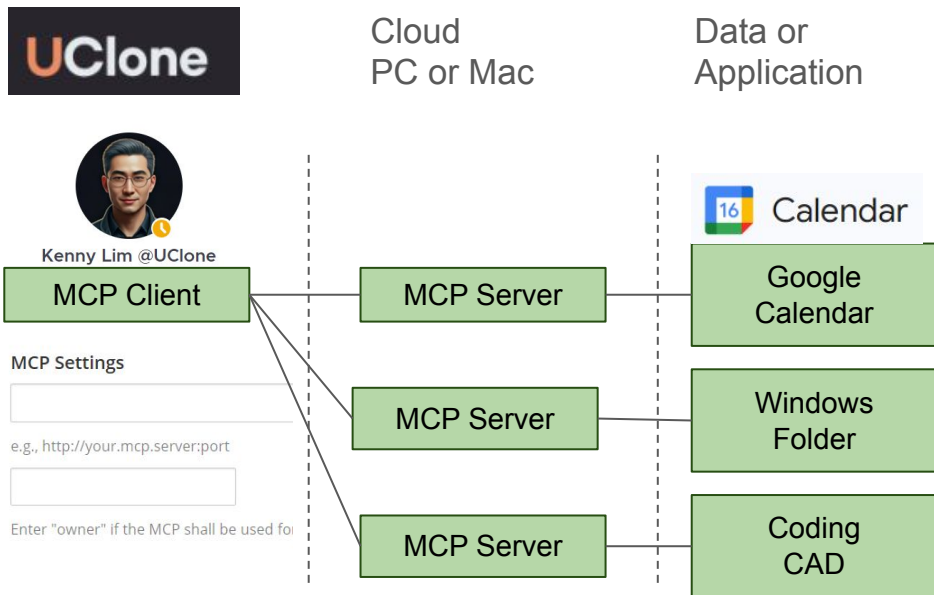 UClone
Cloud
PC or Mac
Data or
Application
Kenny Lim @UClone
16
Calendar
MCP Client
MCP Server
Google
Calendar
MCP Settings
e.g., http://your.mcp.server:port
Enter "owner" if the MCP shall be used for
MCP Server
Windows
Folder
MCP Server
Coding
CAD